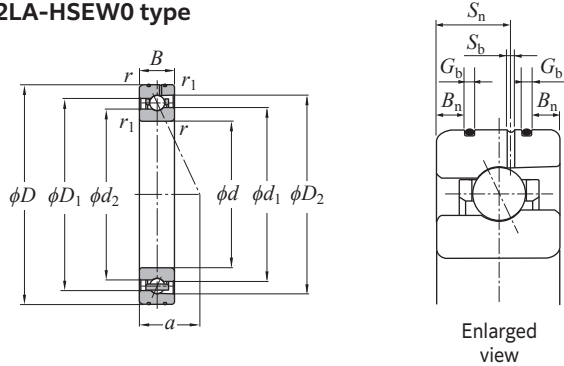 2LA-HSEW0 type
B
r
r1
r1
r
ϕD
ϕD1
ϕd2
ϕd
ϕd1
ϕD2
a
Sn
Sb
Gb
Gb
Bn
Bn
Enlarged
view